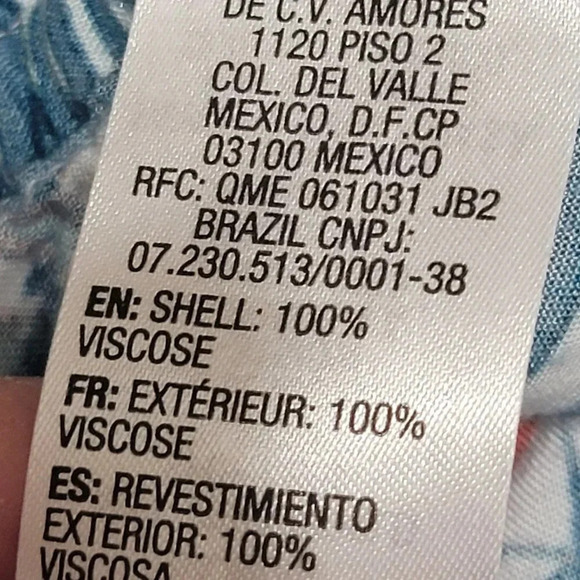 DE C.V. AMORES
1120 PISO 2
COL. DEL VALLE
MEXICO, D.F.CP
03100 MEXICO
RFC: QME 061031 JB2
BRAZIL CNPJ:
07.230.513/0001-38
EN: SHELL: 100%
VISCOSE
FR: EXTÉRIEUR: 100%
VISCOSE
ES: REVESTIMIENTO
EXTERIOR: 100%
VISCOSA